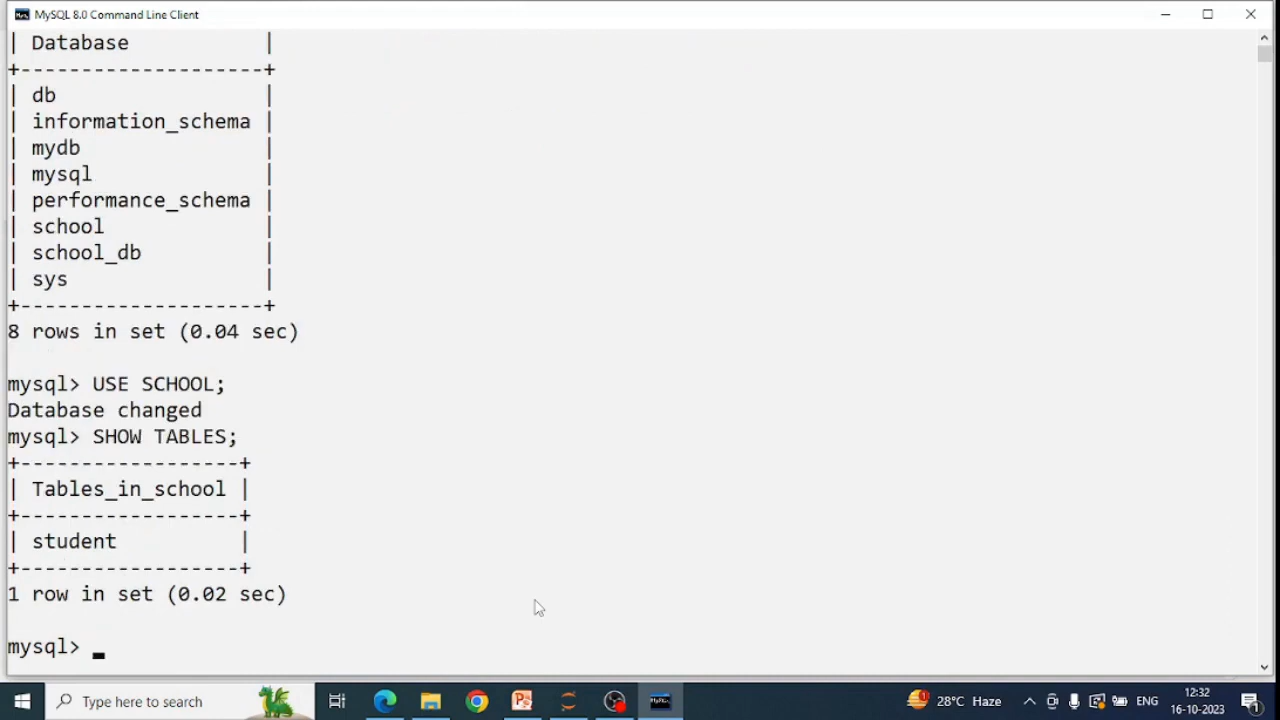 MySQL 8.0 Command Line Client
| Database           |
+--------------------+
| db                 |
| information_schema |
| mydb               |
| mysql              |
| performance_schema |
| school             |
| school_db          |
| sys                |
+--------------------+
8 rows in set (0.04 sec)
mysql> USE SCHOOL;
Database changed
mysql> SHOW TABLES;
+------------------+
| Tables_in_school |
+------------------+
| student          |
+------------------+
1 row in set (0.02 sec)
mysql> _
Type here to search
1
28°C Haze
ENG
12:32
16-10-2023
1